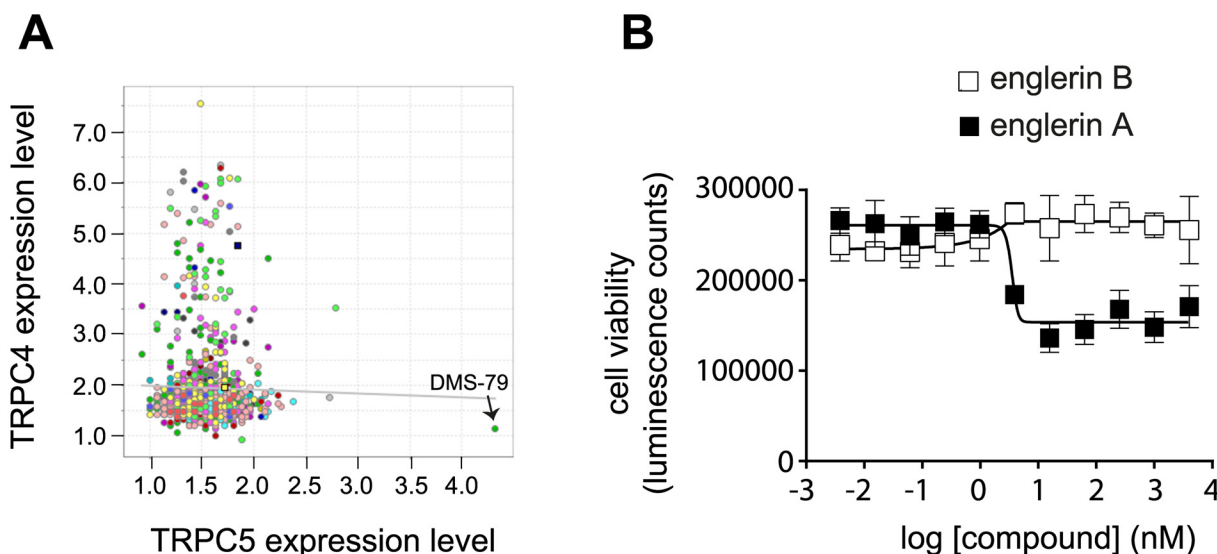 A
TRPC4 expression level
7.0
6.0
5.0
4.0
3.0
2.0
1.0
DMS-79
1.0 1.5 2.0 2.5 3.0 3.5 4.0
TRPC5 expression level
B
englerin B
englerin A
cell viability
(luminescence counts)
300000
200000
100000
0
-3 -2 -1 0 1 2 3 4
log [compound] (nM)